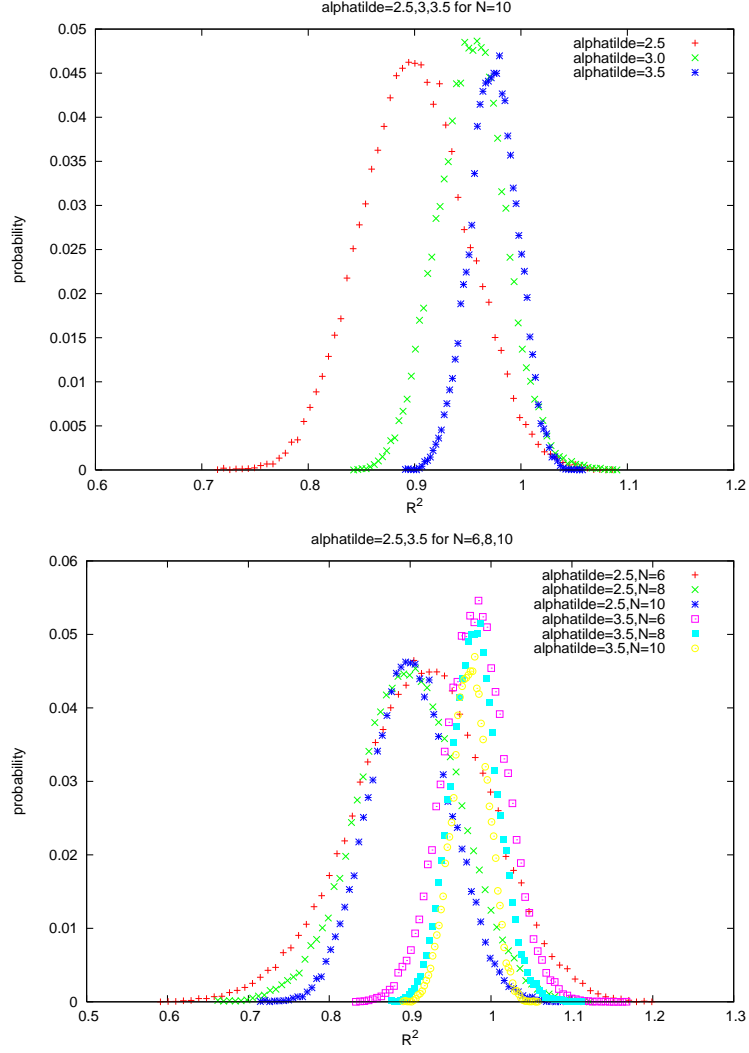 alphatilde=2.5,3,3.5 for N=10
0.05
0.045
0.04
0.035
0.03
0.025
0.02
0.015
0.01
0.005
0
probability
alphatilde=2.5
alphatilde=3.0
alphatilde=3.5
0.6 0.7 0.8 0.9 1 1.1 1.2
R²
alphatilde=2.5,3.5 for N=6,8,10
0.06
0.05
0.04
0.03
0.02
0.01
0
probability
alphatilde=2.5,N=6
alphatilde=2.5,N=8
alphatilde=2.5,N=10
alphatilde=3.5,N=6
alphatilde=3.5,N=8
alphatilde=3.5,N=10
0.5 0.6 0.7 0.8 0.9 1 1.1 1.2 1.3
R²